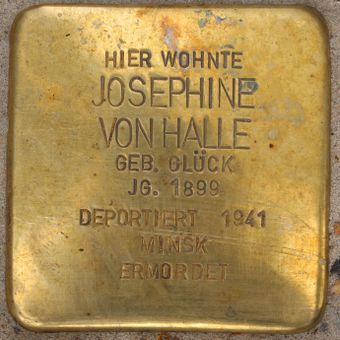 HIER WOHNTE
JOSEPHINE
VON HALLE
GEB. GLÜCK
JG. 1899
DEPORTIERT 1941
MINSK
ERMORDET